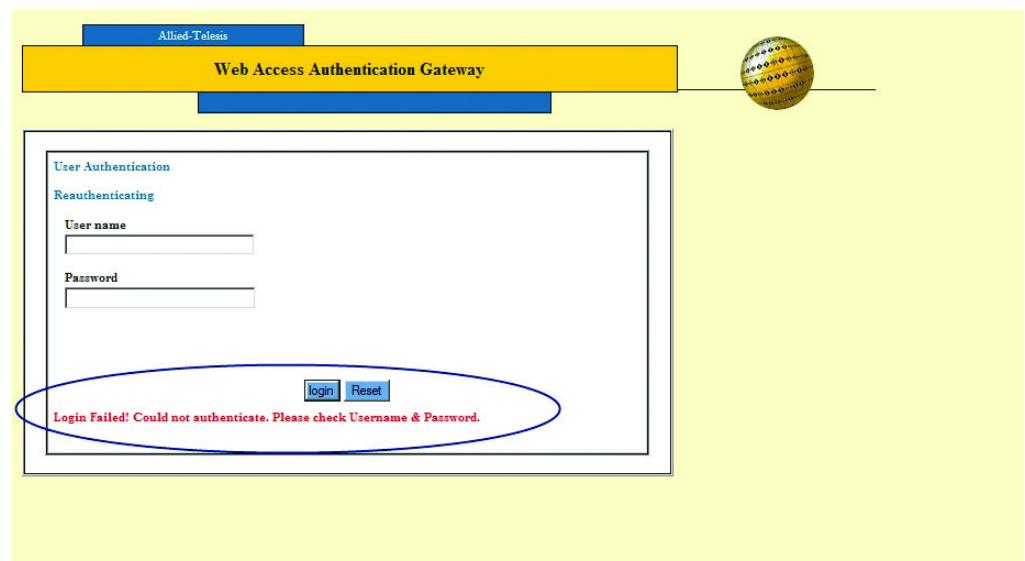 Allied-Telesis
Web Access Authentication Gateway
User Authentication
Reauthenticating
User name
Password
login Reset
Login Failed! Could not authenticate. Please check Username & Password.